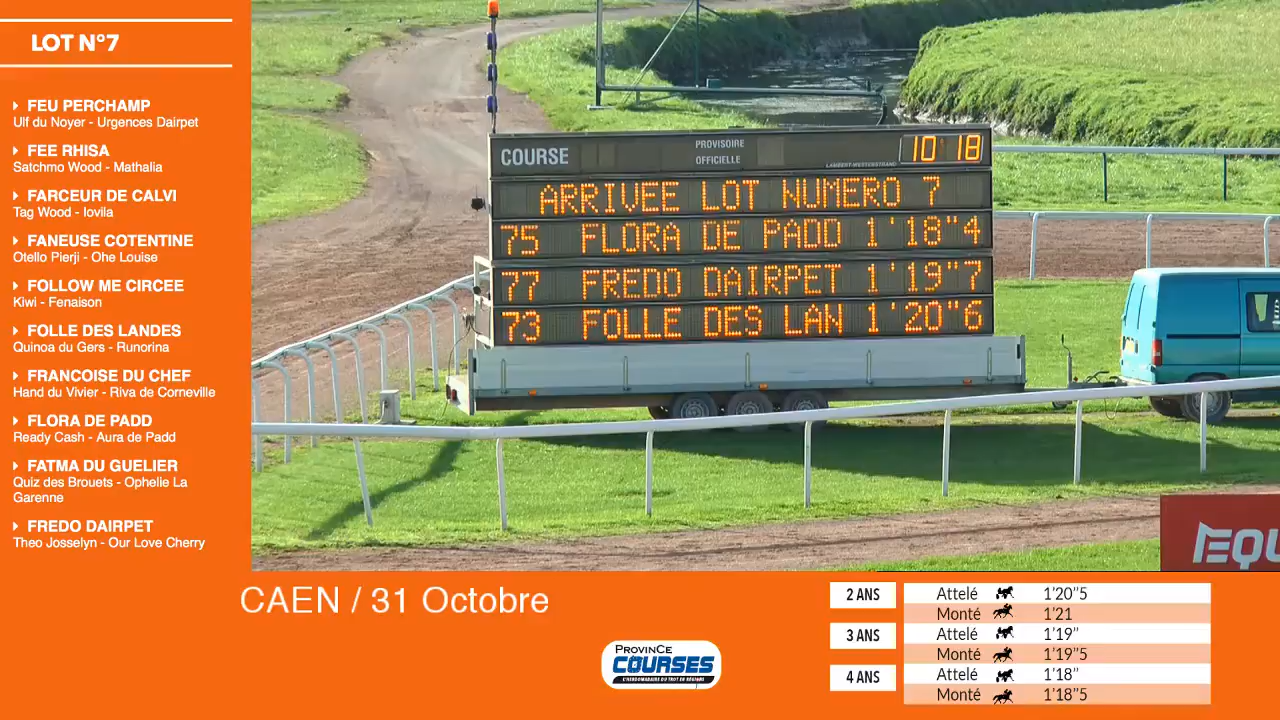 LOT N°7
FEU PERCHAMP
Ulf du Noyer - Urgences Dairpet
FEE RHISA
Satchmo Wood - Mathalia
FARCEUR DE CALVI
Tag Wood - Iovila
FANEUSE COTENTINE
Otello Pierji - Ohe Louise
FOLLOW ME CIRCEE
Kiwi - Fenaison
FOLLE DES LANDES
Quinoa du Gers - Runorina
FRANCOISE DU CHEF
Hand du Vivier - Riva de Corneville
FLORA DE PADD
Ready Cash - Aura de Padd
FATMA DU GUELIER
Quiz des Brouets - Ophelie La
Garenne
FREDO DAIRPET
Theo Josselyn - Our Love Cherry
COURSE
PROVISOIRE
OFFICIELLE
LAMBERT-WESTERSTRAND
10 18
ARRIVEE LOT NUMERO 7
75 FLORA DE PADD 1'18"4
77 FREDO DAIRPET 1'19"7
73 FOLLE DES LAN 1'20"6
EQU
CAEN / 31 Octobre
PROVINCE
COURSES
L'HEBDOMADAIRE DU TROT EN RÉGIONS
2 ANS
Attelé 1'20''5
Monté 1'21
3 ANS
Attelé 1'19''
Monté 1'19''5
4 ANS
Attelé 1'18''
Monté 1'18''5